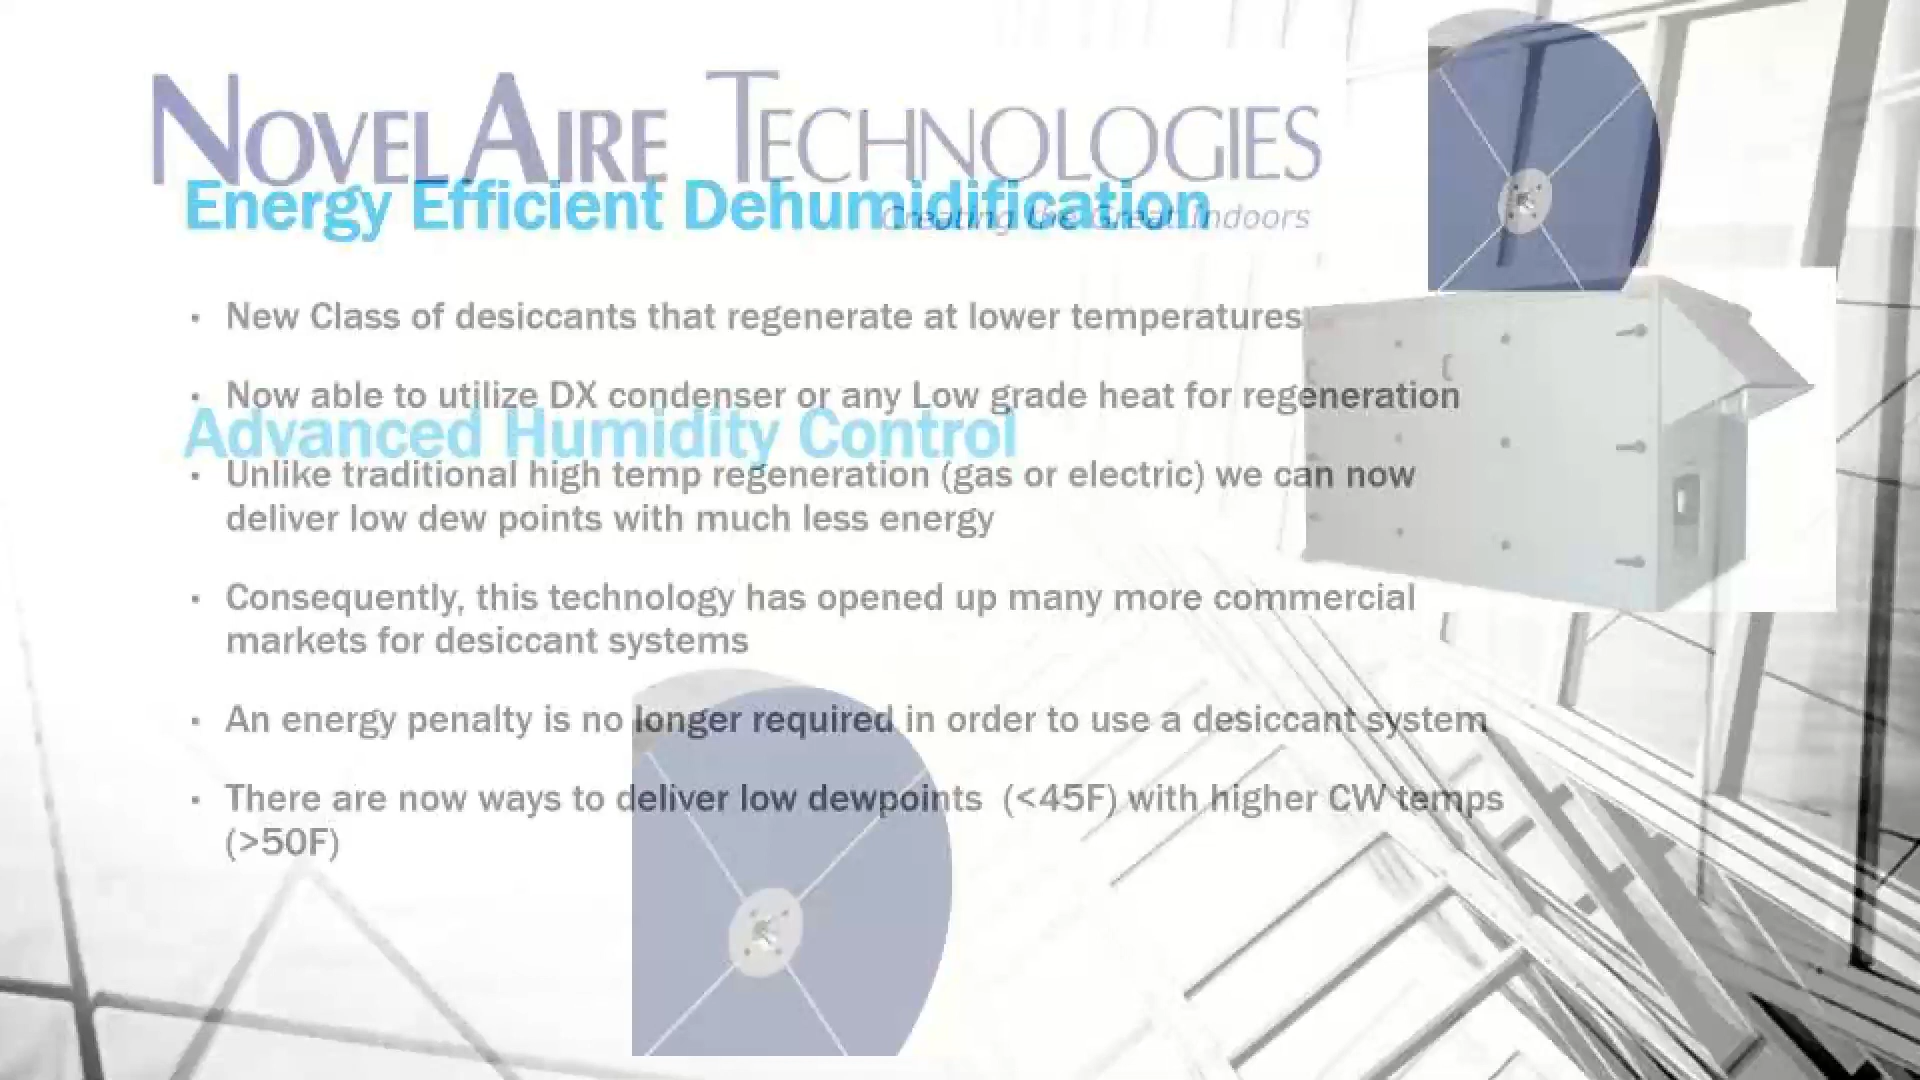 NOVELAIRE TECHNOLOGIES
Energy Efficient Dehumidification
Creating the Great Indoors
• New Class of desiccants that regenerate at lower temperatures
• Now able to utilize DX condenser or any Low grade heat for regeneration
Advanced Humidity Control
• Unlike traditional high temp regeneration (gas or electric) we can now
deliver low dew points with much less energy
• Consequently, this technology has opened up many more commercial
markets for desiccant systems
• An energy penalty is no longer required in order to use a desiccant system
• There are now ways to deliver low dewpoints (<45F) with higher CW temps
(>50F)